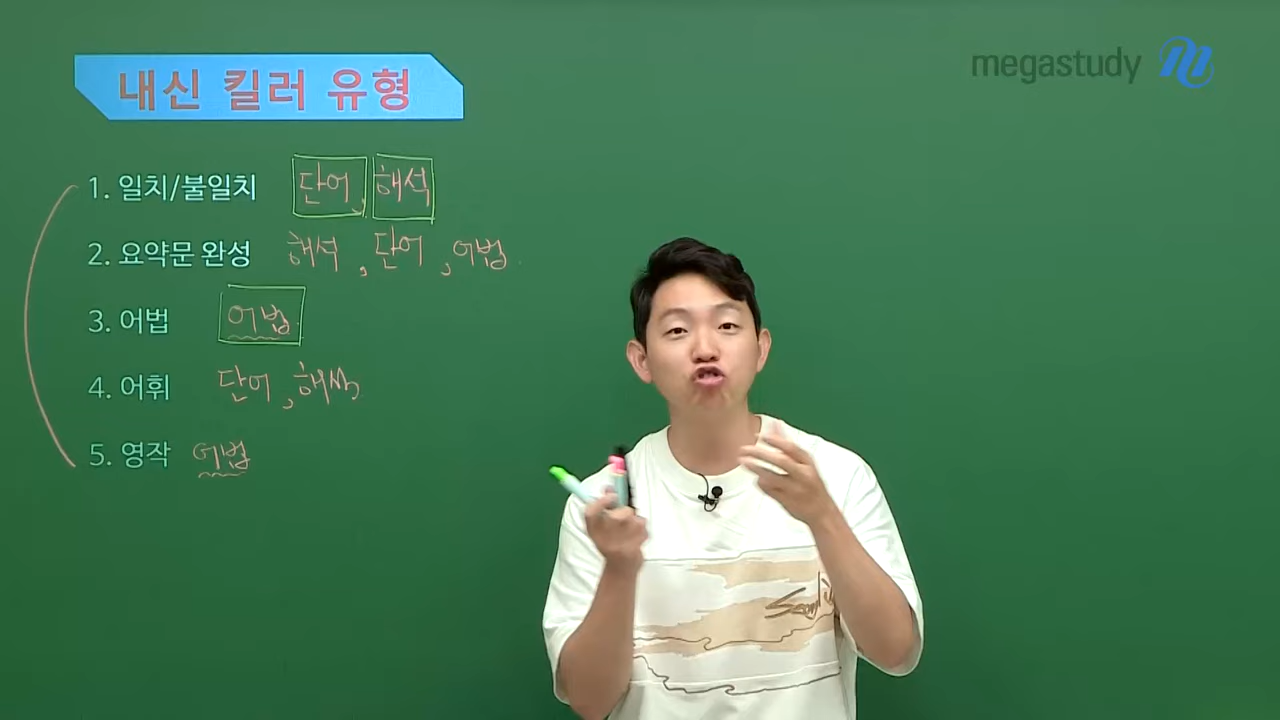 내신 킬러 유형
megastudy
1. 일치/불일치 단어, 해석
2. 요약문 완성 해석, 단어, 어법
3. 어법 어법
4. 어휘 단어, 해석
5. 영작 어법